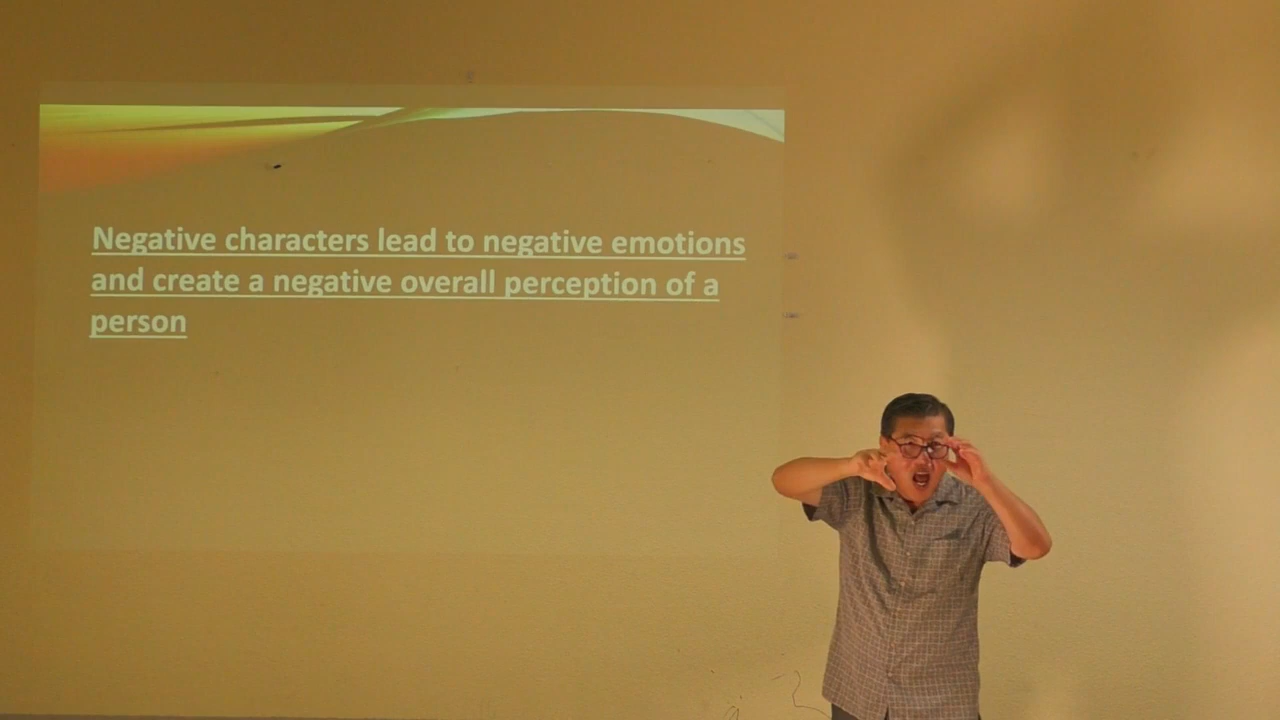 Negative characters lead to negative emotions
and create a negative overall perception of a
person